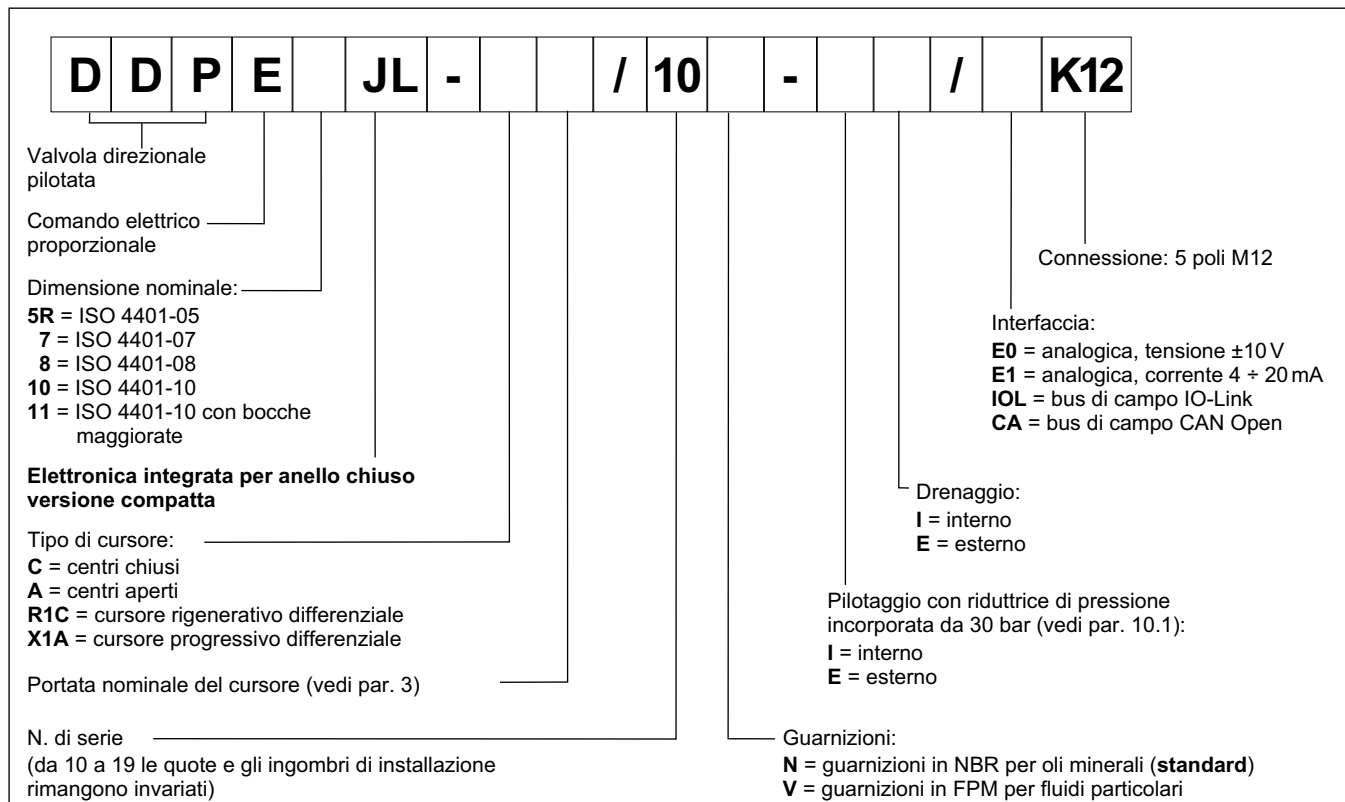 D D P E JL - / 10 - / K12
Valvola direzionale
pilotata
Comando elettrico
proporzionale
Dimensione nominale:
5R = ISO 4401-05
7 = ISO 4401-07
8 = ISO 4401-08
10 = ISO 4401-10
11 = ISO 4401-10 con bocche
maggiorate
Elettronica integrata per anello chiuso
versione compatta
Tipo di cursore:
C = centri chiusi
A = centri aperti
R1C = cursore rigenerativo differenziale
X1A = cursore progressivo differenziale
Portata nominale del cursore (vedi par. 3)
N. di serie
(da 10 a 19 le quote e gli ingombri di installazione
rimangono invariati)
Connessione: 5 poli M12
Interfaccia:
E0 = analogica, tensione ±10 V
E1 = analogica, corrente 4 ÷ 20 mA
IOL = bus di campo IO-Link
CA = bus di campo CAN Open
Drenaggio:
I = interno
E = esterno
Pilotaggio con riduttrice di pressione
incorporata da 30 bar (vedi par. 10.1):
I = interno
E = esterno
Guarnizioni:
N = guarnizioni in NBR per oli minerali (standard)
V = guarnizioni in FPM per fluidi particolari